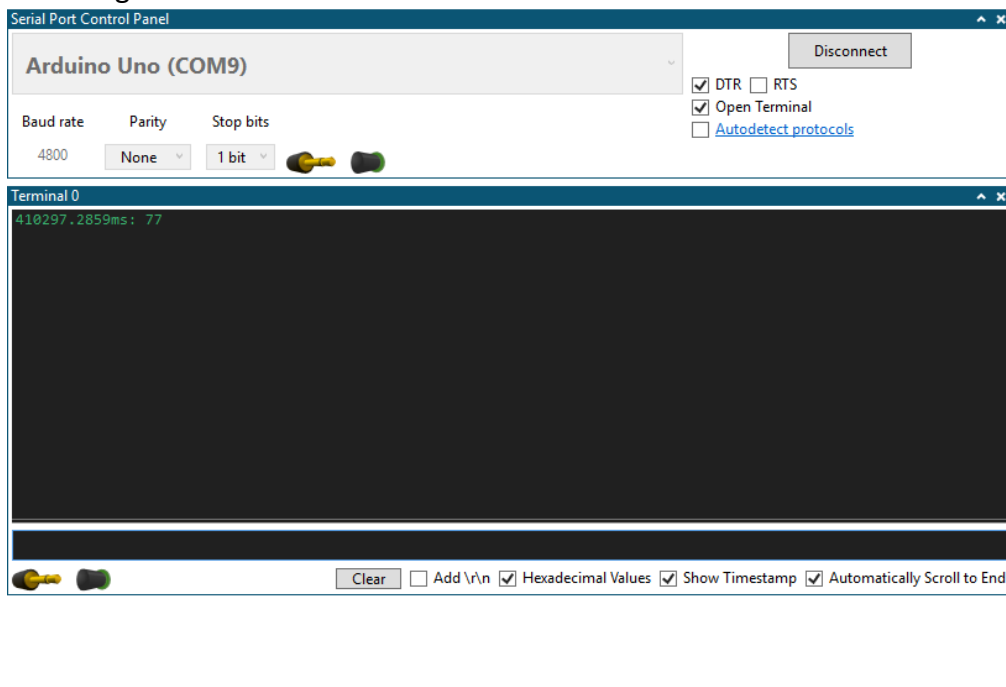 Serial Port Control Panel
Arduino Uno (COM9)
Disconnect
DTR RTS
Open Terminal
Autodetect protocols
Baud rate Parity Stop bits
4800 None 1 bit
Terminal 0
410297.2859ms: 77
Clear Add \r\n Hexadecimal Values Show Timestamp Automatically Scroll to End